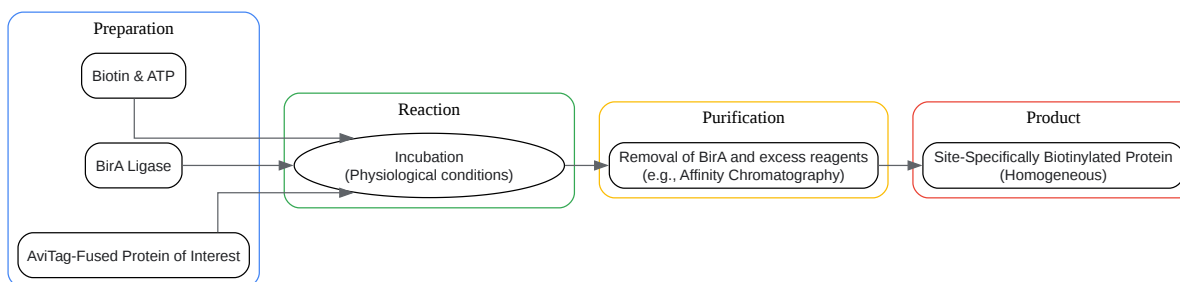 Preparation
Biotin & ATP
BirA Ligase
AviTag-Fused Protein of Interest
Reaction
Incubation
(Physiological conditions)
Purification
Removal of BirA and excess reagents
(e.g., Affinity Chromatography)
Product
Site-Specifically Biotinylated Protein
(Homogeneous)